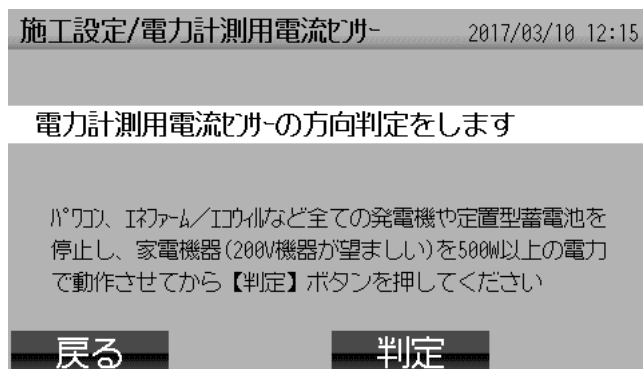 施工設定/電力計測用電流ｾﾝｻｰ 2017/03/10 12:15
電力計測用電流ｾﾝｻｰの方向判定をします
ﾊﾟﾜｺﾝ、ｴﾈﾌｧｰﾑ／ｴｺｳｨﾙなど全ての発電機や定置型蓄電池を
停止し、家電機器(200V機器が望ましい)を500W以上の電力
で動作させてから【判定】ボタンを押してください
戻る 判定